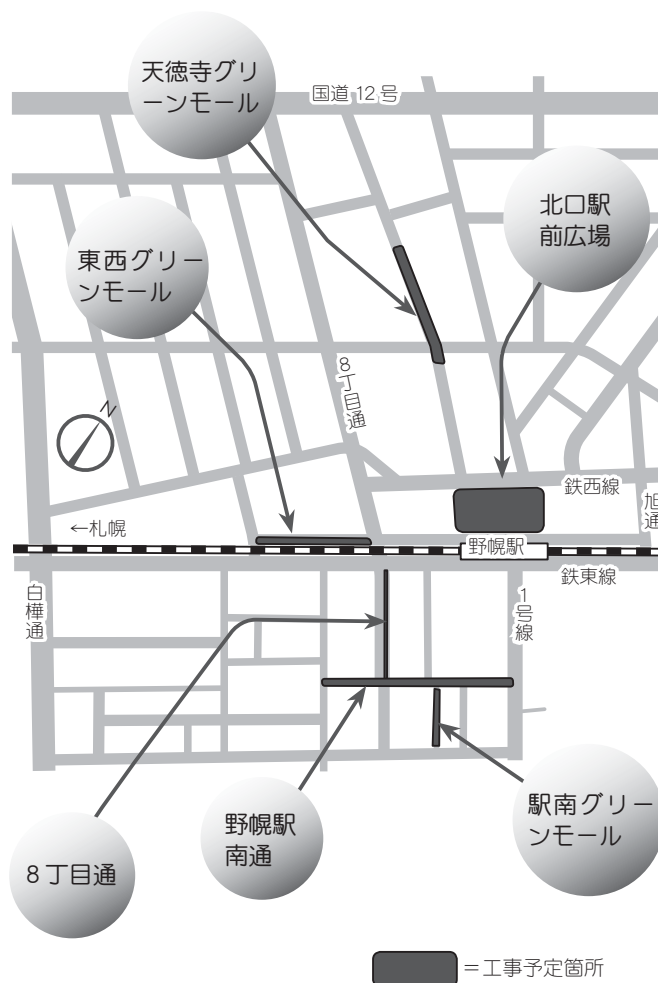 天徳寺グリ
ーンモール
国道 12 号
北口駅
前広場
東西グリー
ンモール
8丁目通
N
鉄西線
旭通
←札幌
野幌駅
鉄東線
白樺通
1号線
駅南グリー
ンモール
野幌駅
南通
8丁目通
=工事予定箇所